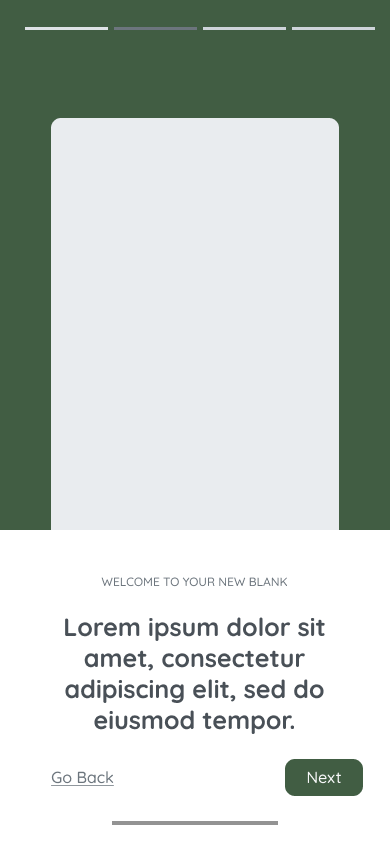 WELCOME TO YOUR NEW BLANK
Lorem ipsum dolor sit
amet, consectetur
adipiscing elit, sed do
eiusmod tempor.
Go Back
Next